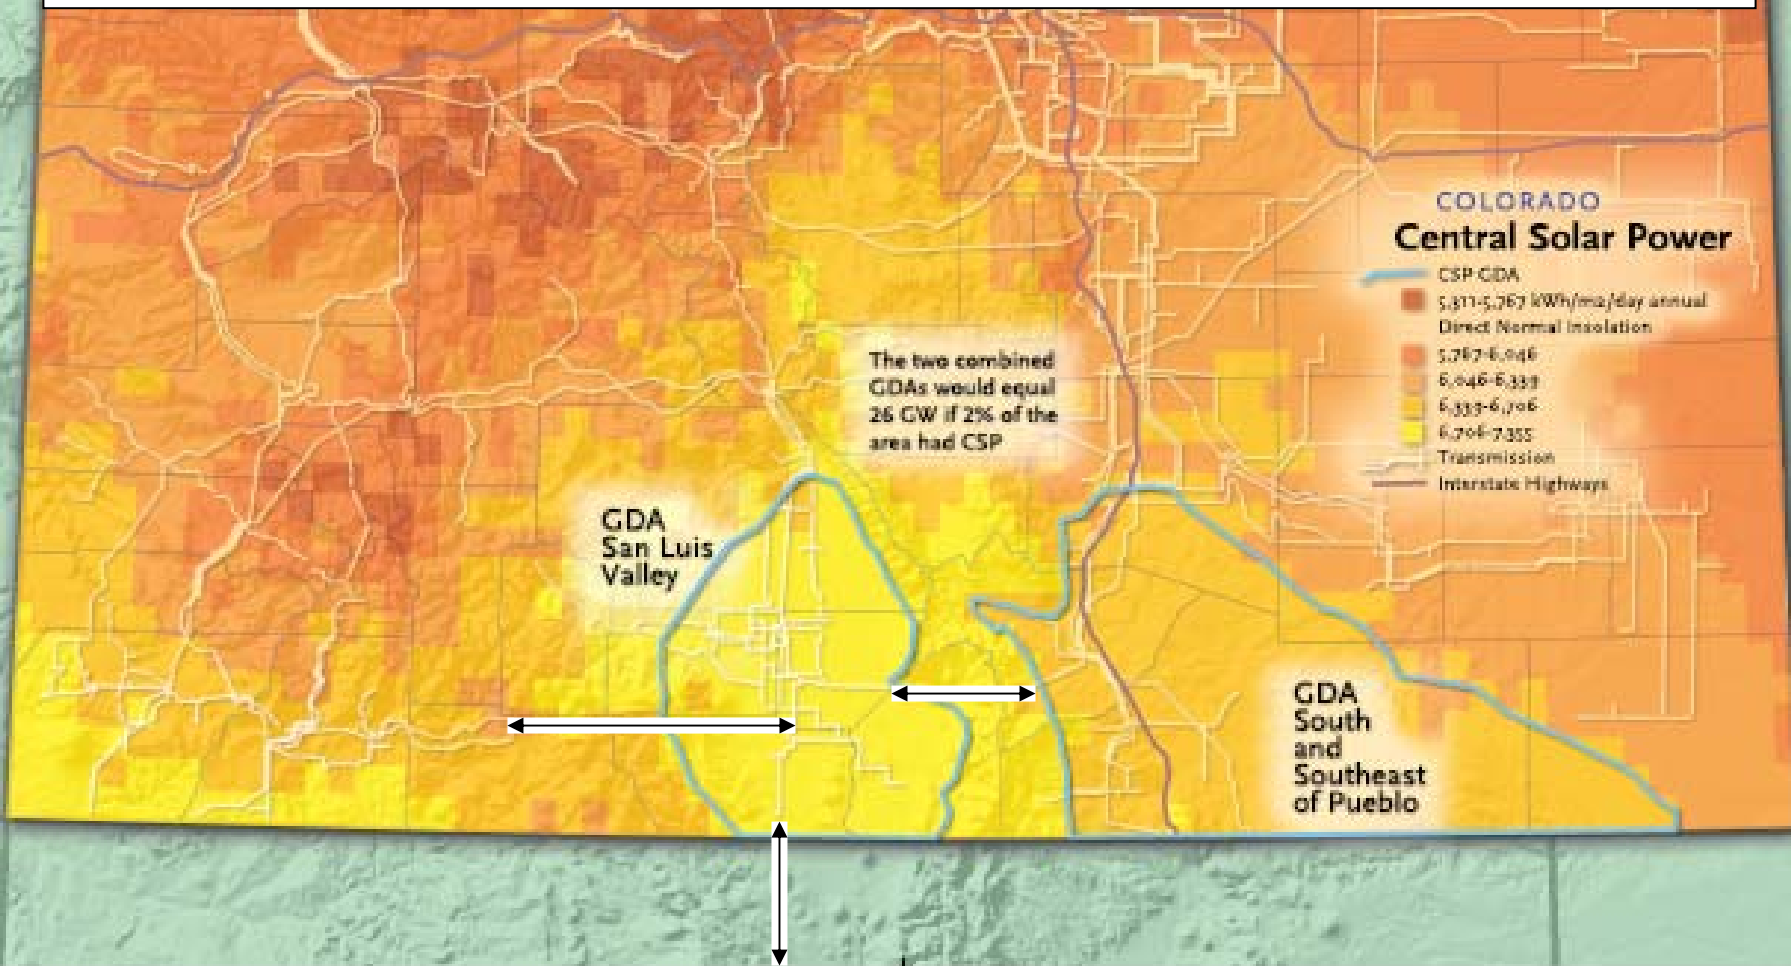 COLORADO
Central Solar Power
CSP GDA
5,311-5,767 kWh/m2/day annual
Direct Normal Insolation
5,767-6,046
6,046-6,339
6,339-6,706
6,706-7,355
Transmission
Interstate Highways
The two combined
GDAs would equal
26 GW if 2% of the
area had CSP
GDA
San Luis
Valley
GDA
South
and
Southeast
of Pueblo